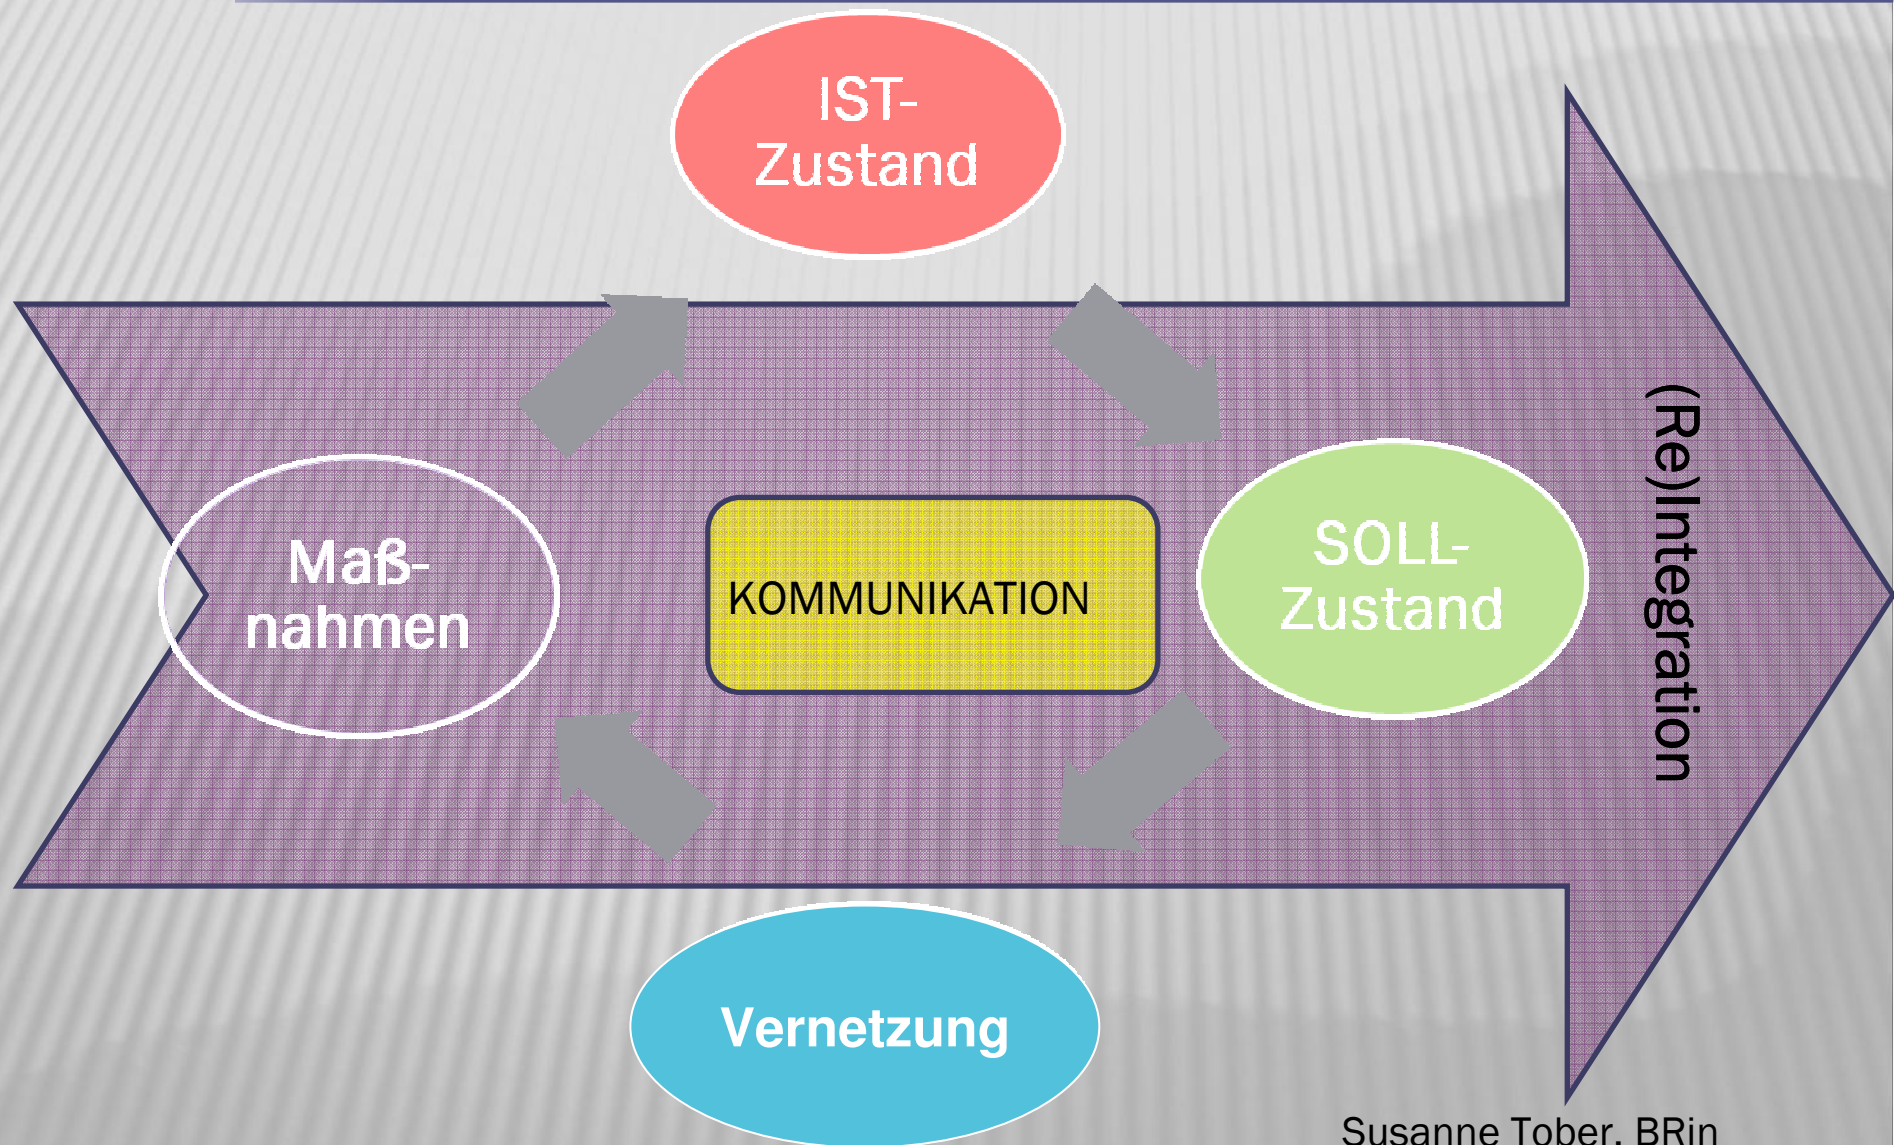 IST-
Zustand
(Re)Integration
Maß-
nahmen
KOMMUNIKATION
SOLL-
Zustand
Vernetzung
Susanne Tober, BRin